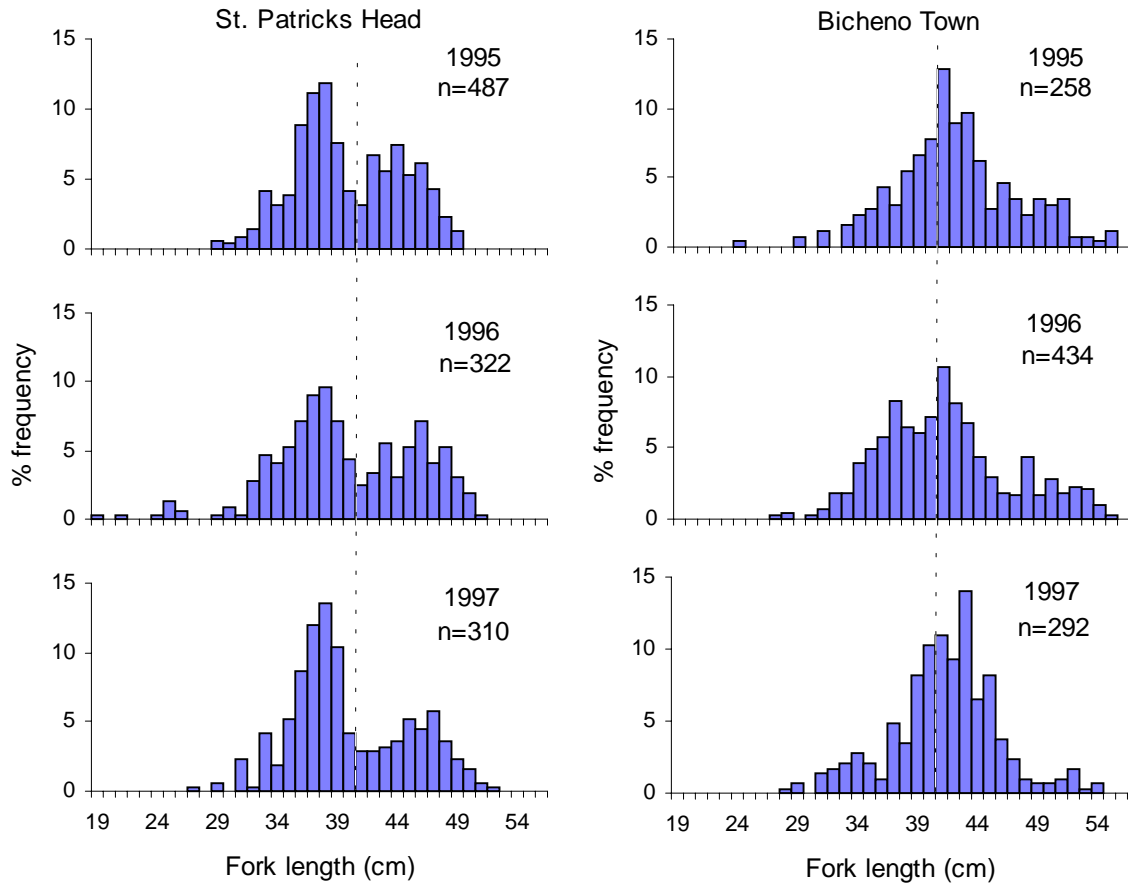 St. Patricks Head
15
10
5
0
1995
n=487
% frequency
15
10
5
0
1996
n=322
15
10
5
0
1997
n=310
19 24 29 34 39 44 49 54
Fork length (cm)
Bicheno Town
15
10
5
0
1995
n=258
% frequency
15
10
5
0
1996
n=434
15
10
5
0
1997
n=292
19 24 29 34 39 44 49 54
Fork length (cm)